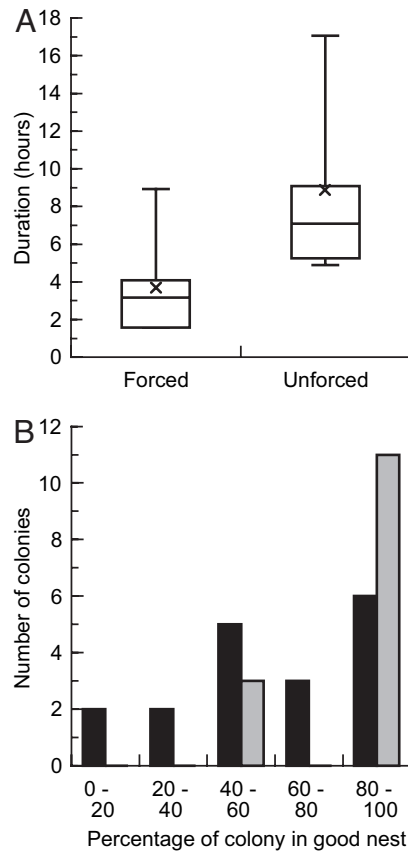 A
18
16
14
12
10
8
6
4
2
0
Duration (hours)
Forced Unforced
B
12
10
8
6
4
2
0
Number of colonies
0 - 20 - 40 - 60 - 80 -
20 40 60 80 100
Percentage of colony in good nest